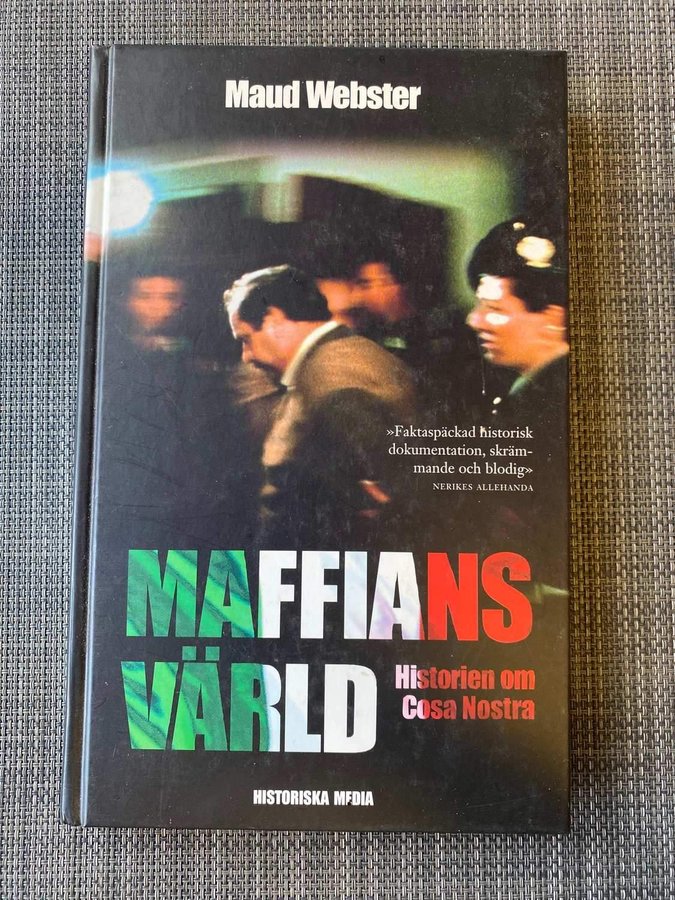 Maud Webster
»Faktaspäckad historisk
dokumentation, skräm-
mande och blodig»
NERIKES ALLEHANDA
MAFFIANS
VÄRLD
Historien om
Cosa Nostra
HISTORISKA MEDIA